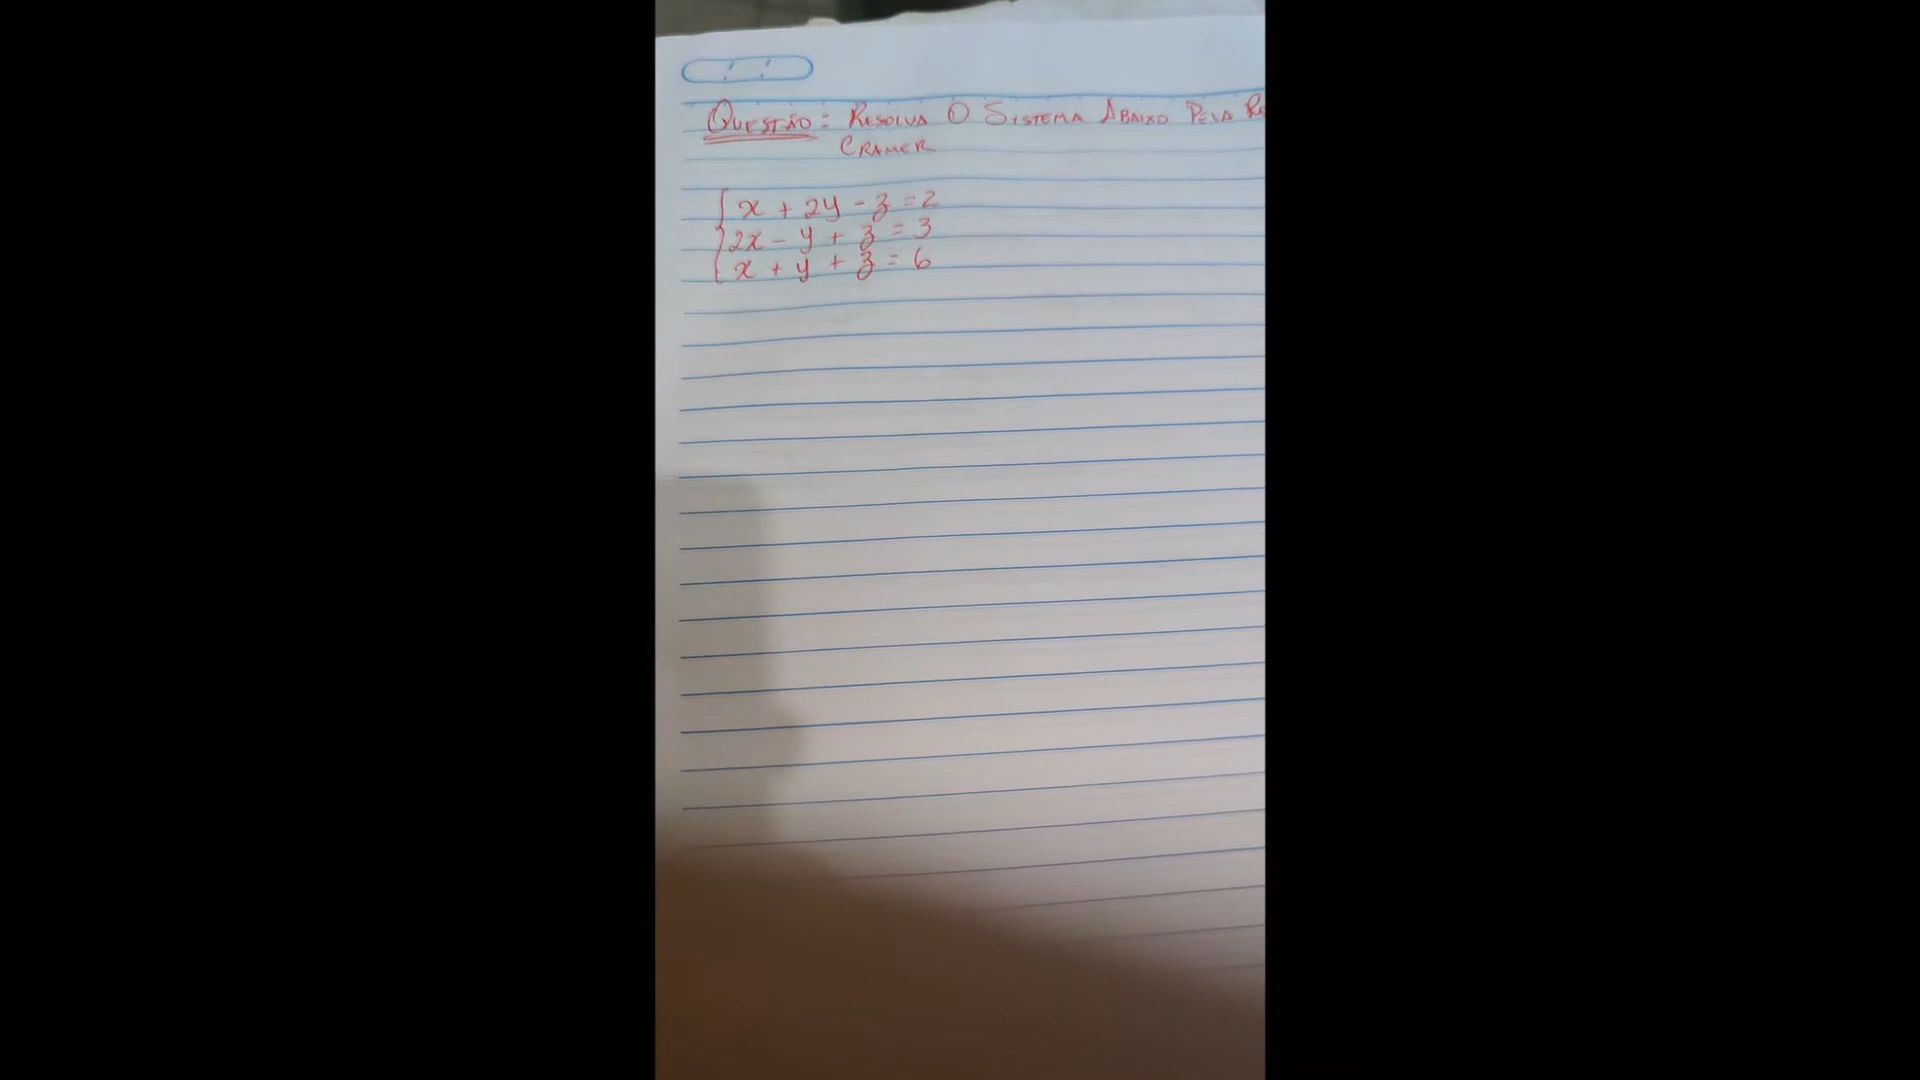 QUESTÃO: RESOLVA O SISTEMA ABAIXO PELA
CRAMER
x + 2y - z = 2
2x - y + z = 3
x + y + z = 6